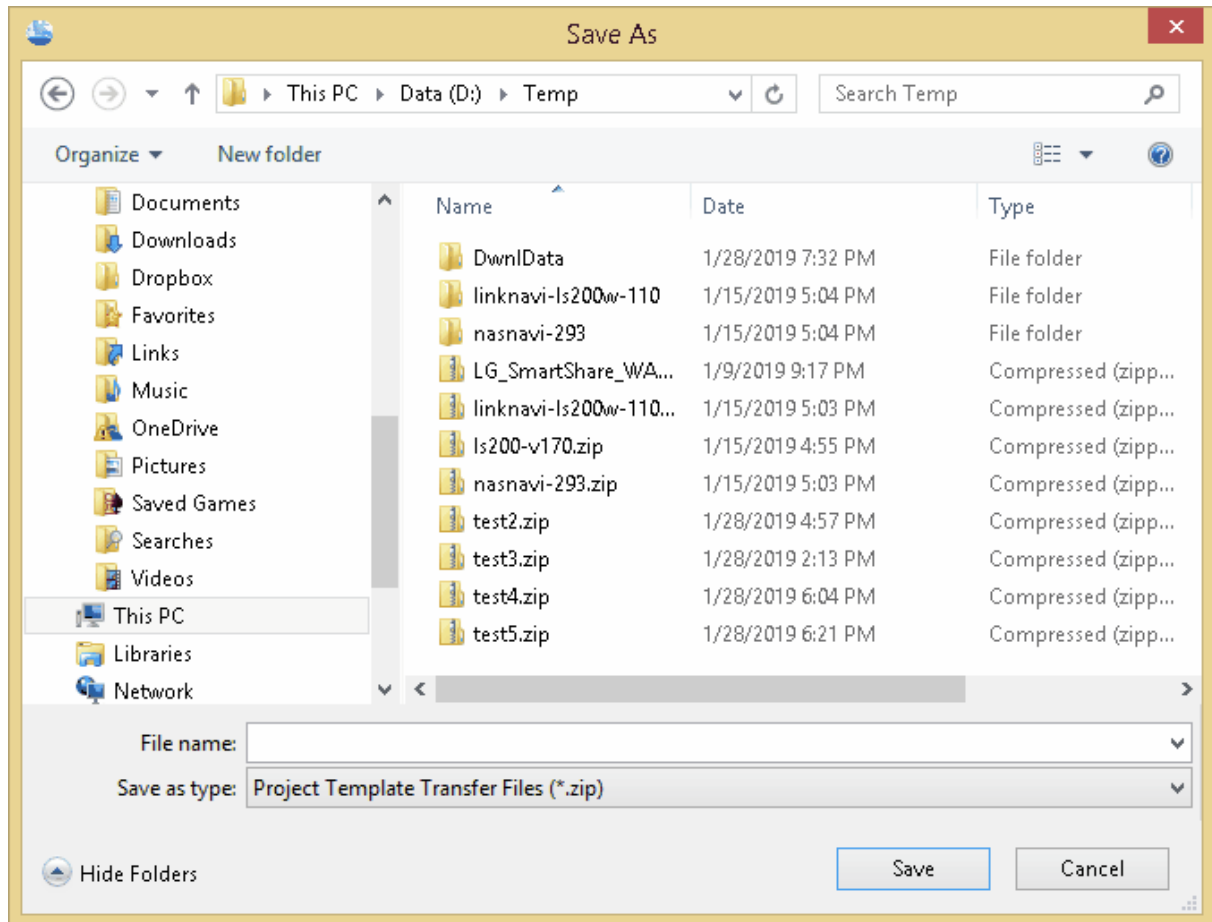 Save As
This PC Data (D:) Temp Search Temp
Organize New folder
Documents
Downloads
Dropbox
Favorites
Links
Music
OneDrive
Pictures
Saved Games
Searches
Videos
This PC
Libraries
Network
Name Date Type
DwnlData 1/28/2019 7:32 PM File folder
linknavi-ls200w-110 1/15/2019 5:04 PM File folder
nasnavi-293 1/15/2019 5:04 PM File folder
LG_SmartShare_WA... 1/9/2019 9:17 PM Compressed (zipp...
linknavi-ls200w-110... 1/15/2019 5:03 PM Compressed (zipp...
ls200-v170.zip 1/15/2019 4:55 PM Compressed (zipp...
nasnavi-293.zip 1/15/2019 5:03 PM Compressed (zipp...
test2.zip 1/28/2019 4:57 PM Compressed (zipp...
test3.zip 1/28/2019 2:13 PM Compressed (zipp...
test4.zip 1/28/2019 6:04 PM Compressed (zipp...
test5.zip 1/28/2019 6:21 PM Compressed (zipp...
File name:
Save as type: Project Template Transfer Files (*.zip)
Hide Folders Save Cancel